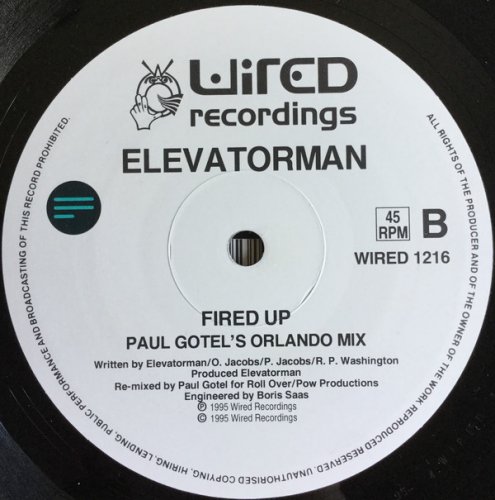 WIRED
recordings
ELEVATORMAN
45
RPM
B
WIRED 1216
FIRED UP
PAUL GOTEL'S ORLANDO MIX
Written by Elevatorman/O. Jacobs/P. Jacobs/R. P. Washington
Produced Elevatorman
Re-mixed by Paul Gotel for Roll Over/Pow Productions
Engineered by Boris Saas
Ⓟ 1995 Wired Recordings
© 1995 Wired Recordings
ALL RIGHTS OF THE PRODUCER AND OF THE OWNER OF THE WORK REPRODUCED RESERVED. UNAUTHORISED COPYING, HIRING, LENDING, PUBLIC PERFORMANCE AND BROADCASTING OF THIS RECORD PROHIBITED.